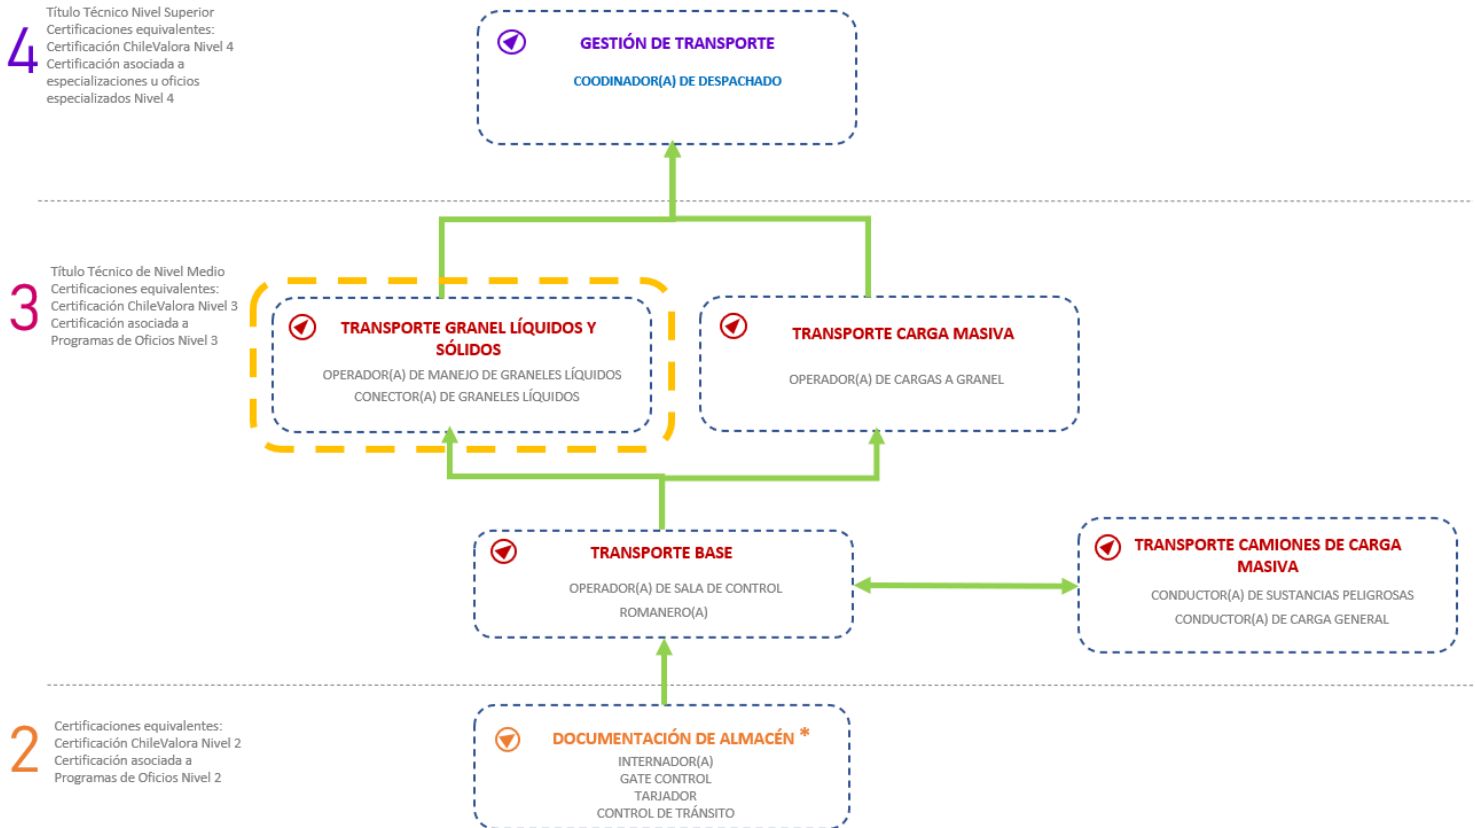 4
Título Técnico Nivel Superior
Certificaciones equivalentes:
Certificación ChileValora Nivel 4
Certificación asociada a
especializaciones u oficios
especializados Nivel 4
GESTIÓN DE TRANSPORTE
COODINADOR(A) DE DESPACHADO
3
Título Técnico de Nivel Medio
Certificaciones equivalentes:
Certificación ChileValora Nivel 3
Certificación asociada a
Programas de Oficios Nivel 3
TRANSPORTE GRANEL LÍQUIDOS Y
SÓLIDOS
OPERADOR(A) DE MANEJO DE GRANELES LÍQUIDOS
CONECTOR(A) DE GRANELES LÍQUIDOS
TRANSPORTE CARGA MASIVA
OPERADOR(A) DE CARGAS A GRANEL
TRANSPORTE BASE
OPERADOR(A) DE SALA DE CONTROL
ROMANERO(A)
TRANSPORTE CAMIONES DE CARGA
MASIVA
CONDUCTOR(A) DE SUSTANCIAS PELIGROSAS
CONDUCTOR(A) DE CARGA GENERAL
2
Certificaciones equivalentes:
Certificación ChileValora Nivel 2
Certificación asociada a
Programas de Oficios Nivel 2
DOCUMENTACIÓN DE ALMACÉN *
INTERNADOR(A)
GATE CONTROL
TARJADOR
CONTROL DE TRÁNSITO